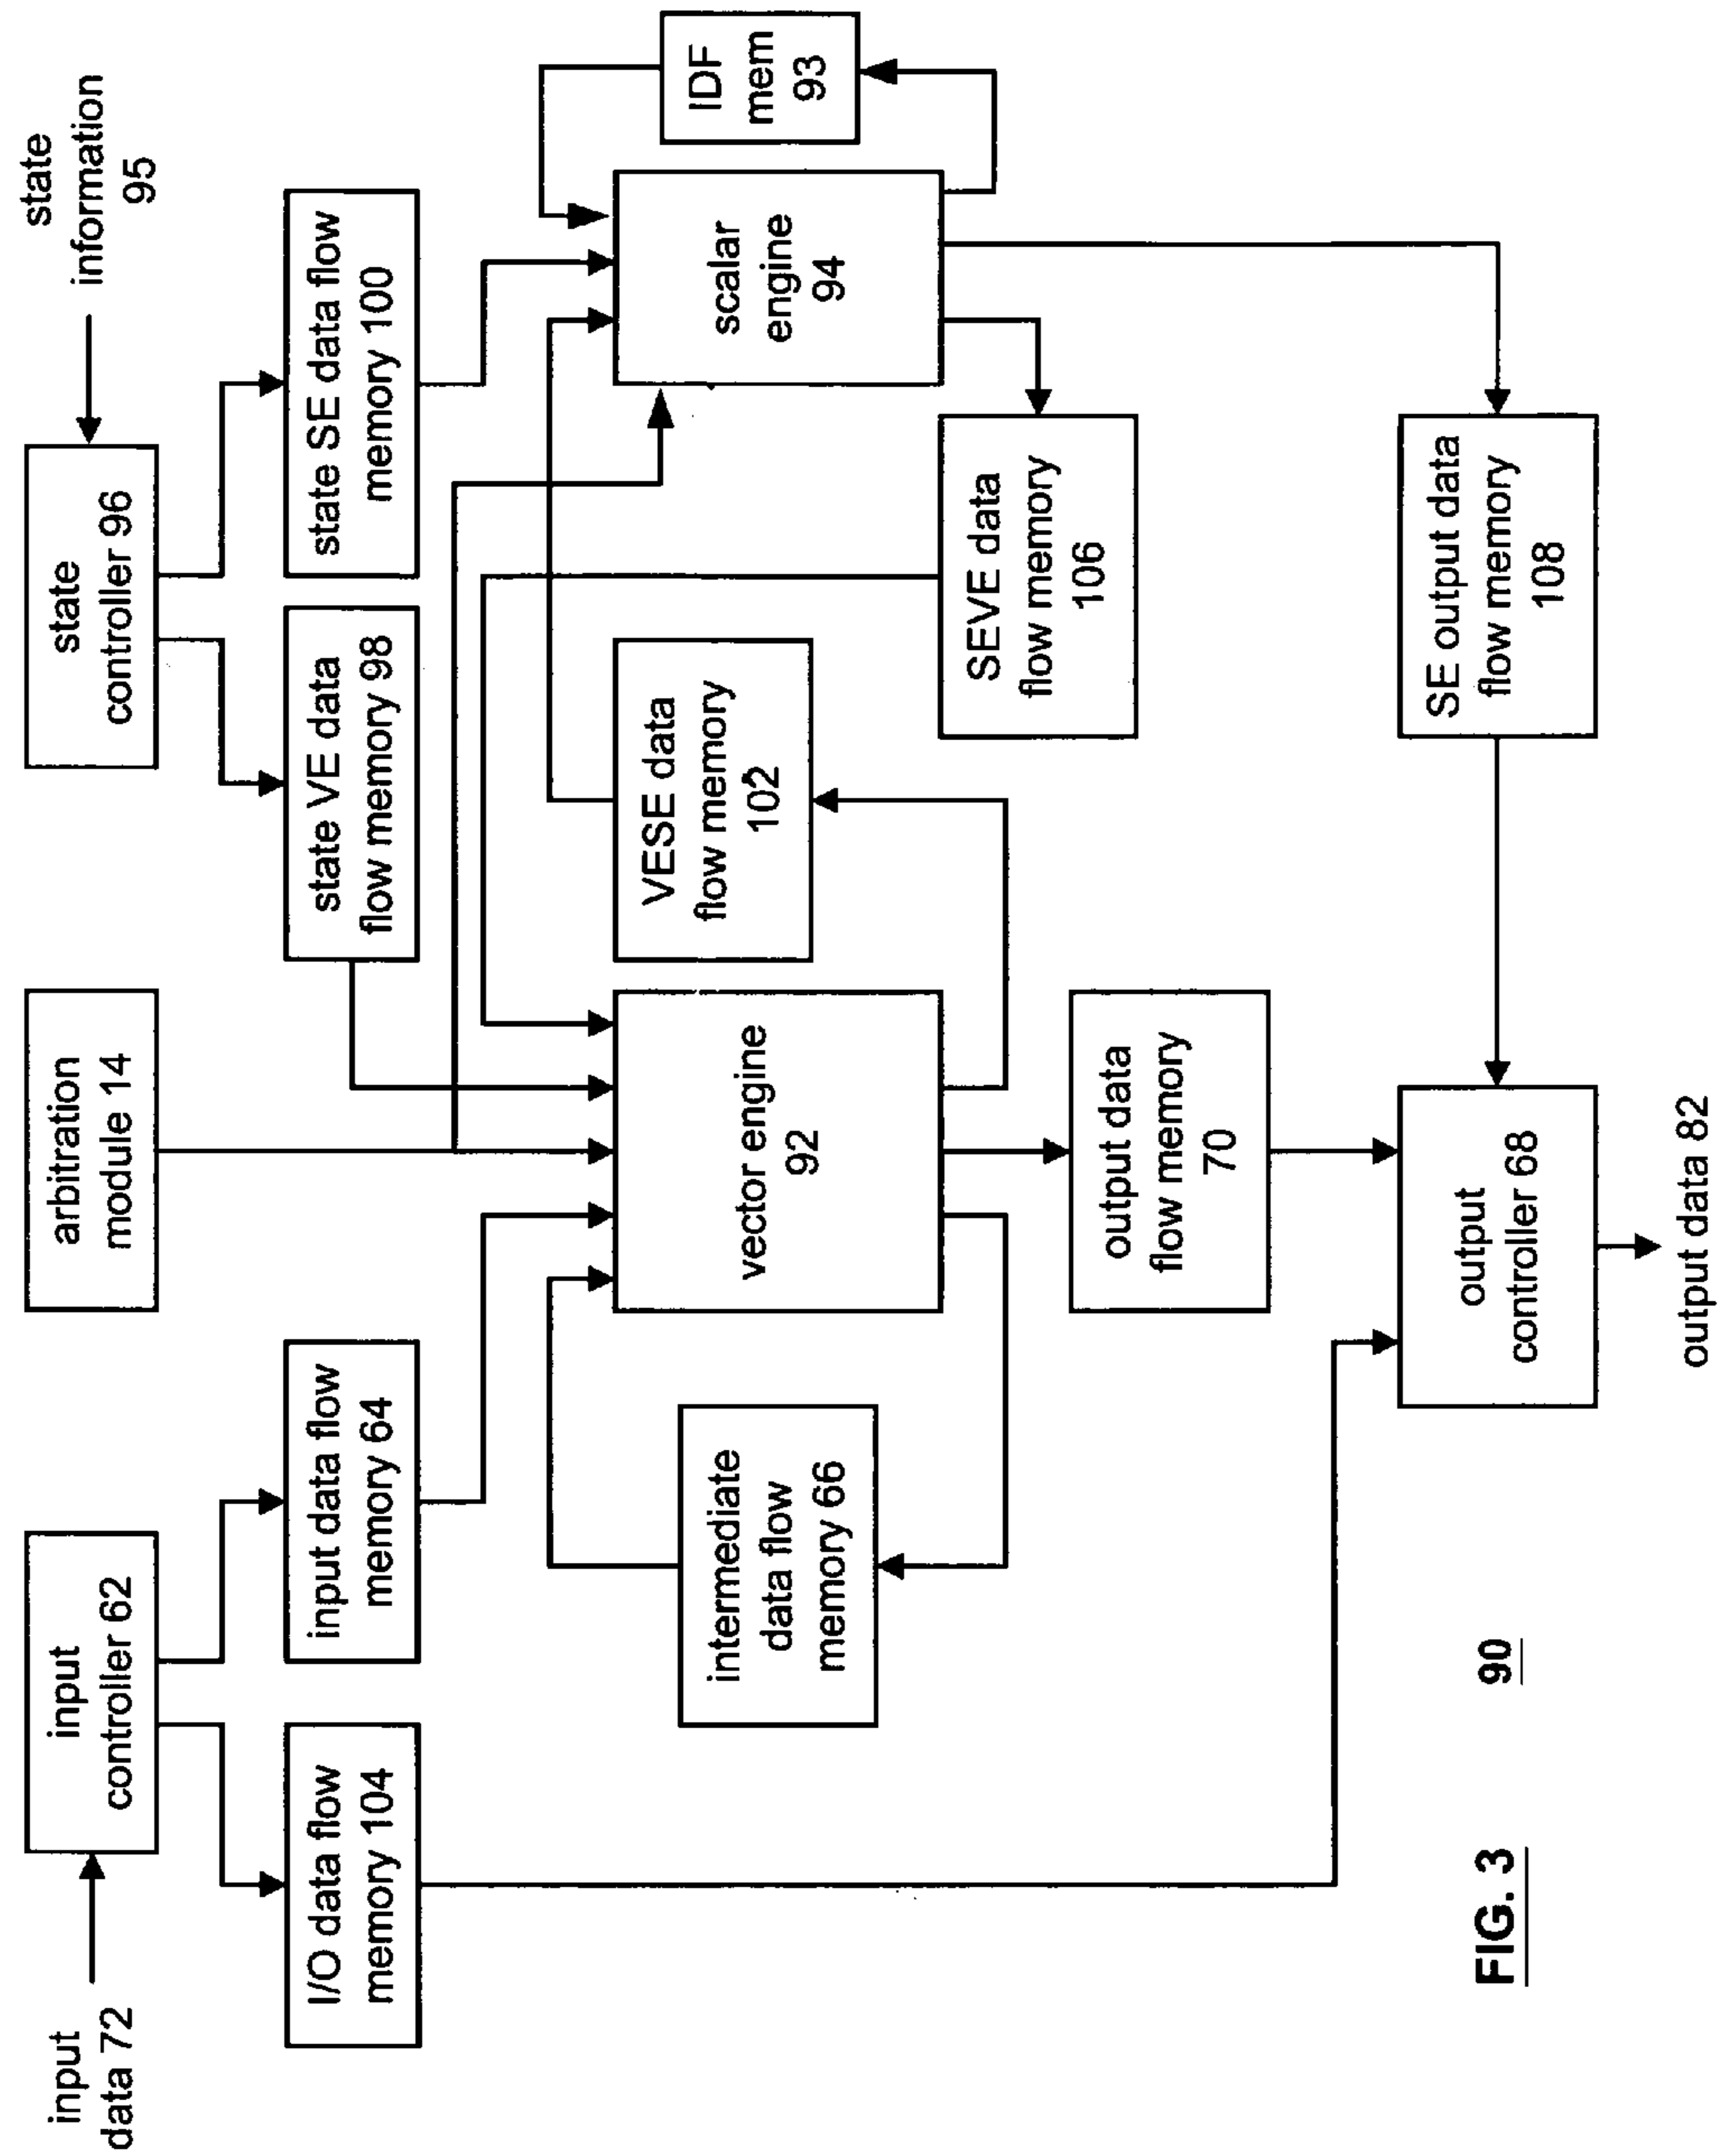 input
data 72
input
controller 62
arbitration
module 14
state
controller 96
state
information
95
I/O data flow
memory 104
input data flow
memory 64
state VE data
flow memory 98
state SE data flow
memory 100
intermediate
data flow
memory 66
vector engine
92
VESE data
flow memory
102
scalar
engine
94
IDF
mem
93
output data
flow memory
70
SEVE data
flow memory
106
output
controller 68
SE output data
flow memory
108
output data 82
FIG. 3
90